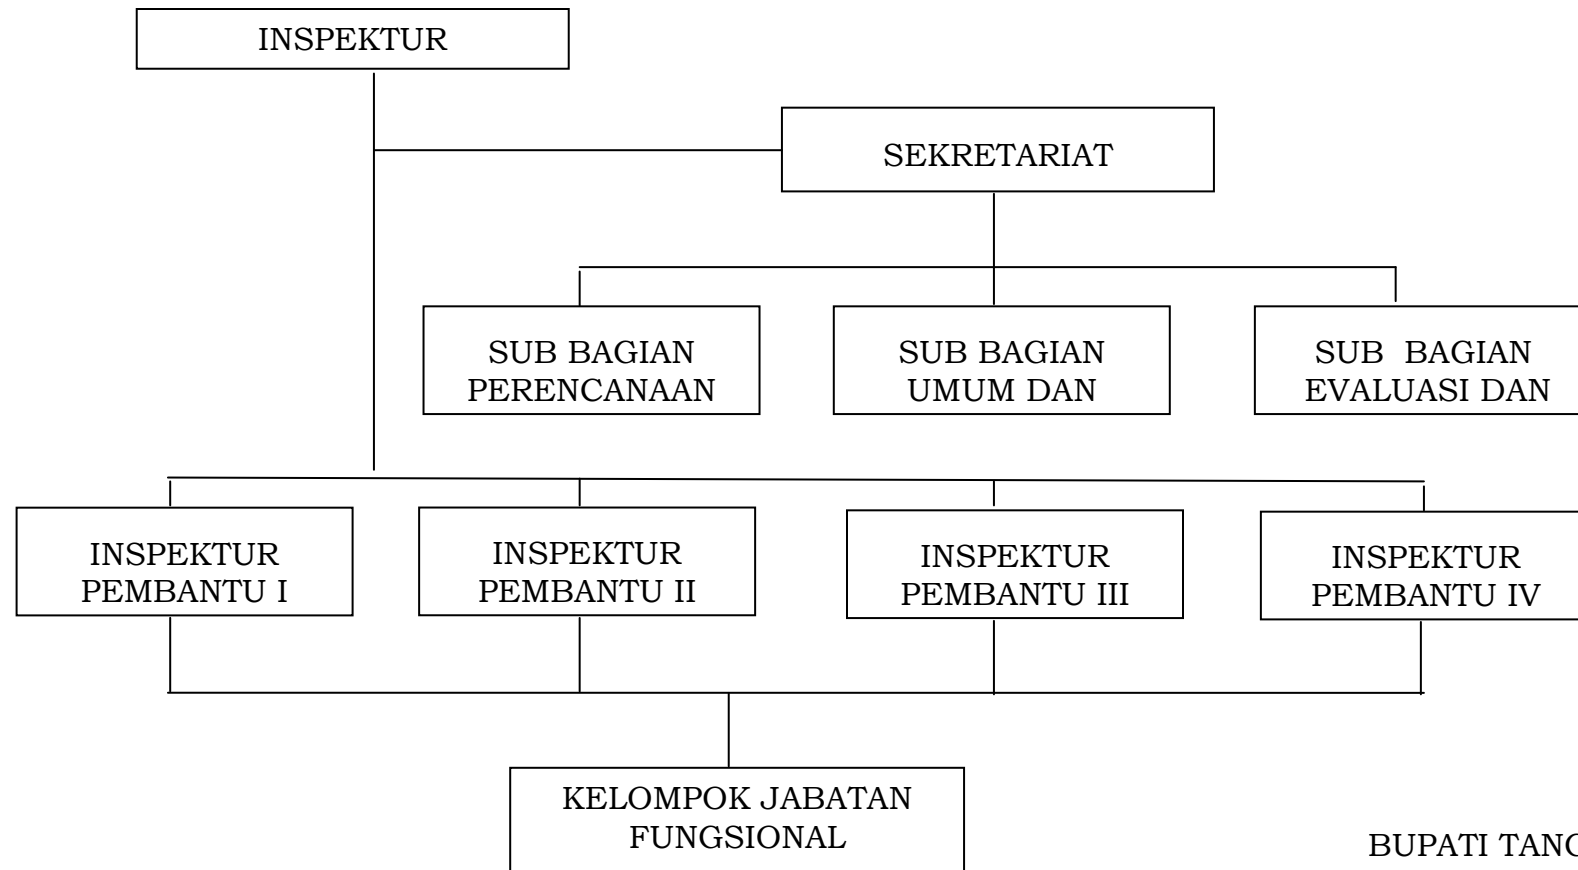 INSPEKTUR
SEKRETARIAT
SUB BAGIAN
PERENCANAAN
SUB BAGIAN
UMUM DAN
SUB  BAGIAN
EVALUASI DAN
INSPEKTUR
PEMBANTU I
INSPEKTUR
PEMBANTU II
INSPEKTUR
PEMBANTU III
INSPEKTUR
PEMBANTU IV
KELOMPOK JABATAN
FUNGSIONAL
BUPATI